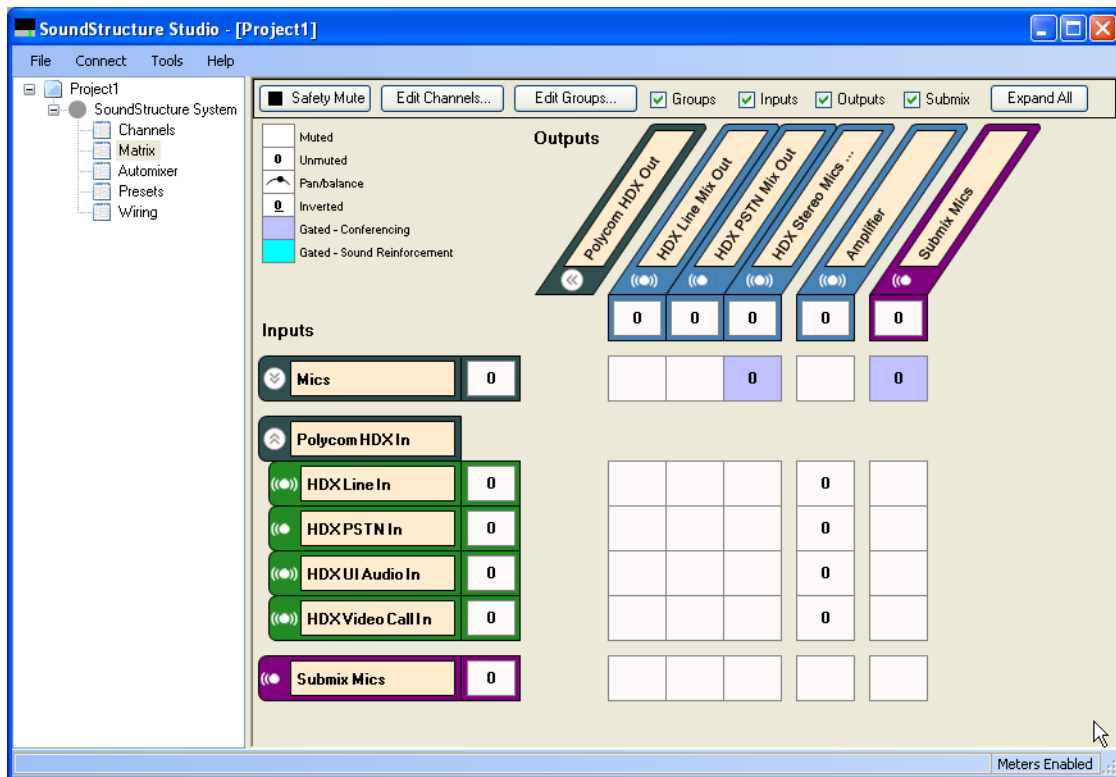 SoundStructure Studio - [Project1]
File Connect Tools Help
Project1
SoundStructure System
Channels
Matrix
Automixer
Presets
Wiring
Safety Mute Edit Channels... Edit Groups... Groups Inputs Outputs Submix Expand All
Muted
0 Unmuted
Pan/balance
0 Inverted
Gated - Conferencing
Gated - Sound Reinforcement
Outputs
Polycom HDX Out
HDX Line Mix Out
HDX PSTN Mix Out
HDX Stereo Mics ...
Amplifier
Submix Mics
0 0 0 0 0
Inputs
Mics 0 0 0
Polycom HDX In
HDX Line In 0 0
HDX PSTN In 0 0
HDX UI Audio In 0 0
HDX Video Call In 0 0
Submix Mics 0
Meters Enabled